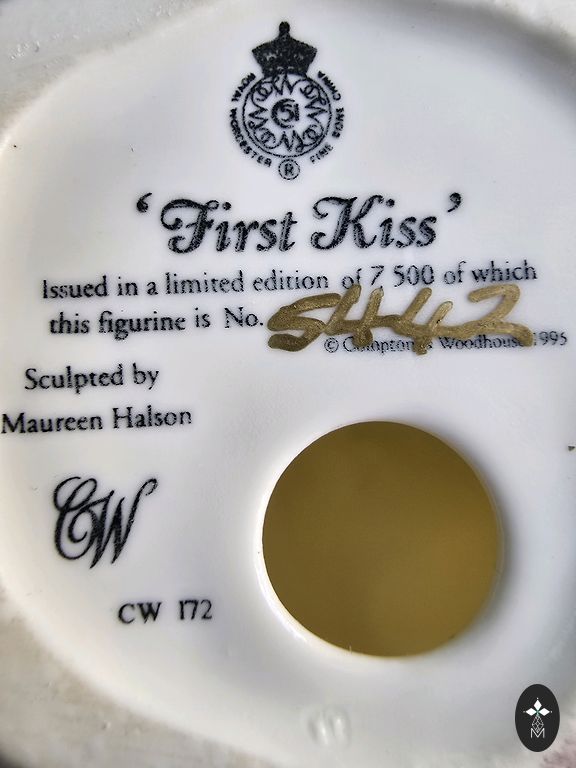 ROYAL WORCESTER FINE BONE CHINA
51
®
'First Kiss'
Issued in a limited edition of 7 500 of which
this figurine is No. 5442
© Compton & Woodhouse 1995
Sculpted by
Maureen Halson
CW
CW 172
M